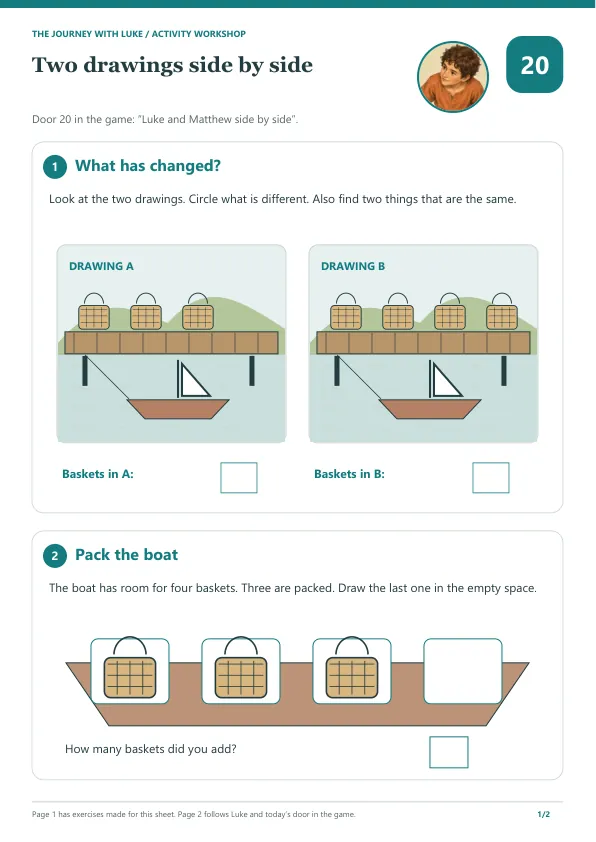 THE JOURNEY WITH LUKE / ACTIVITY WORKSHOP
Two drawings side by side
20
Door 20 in the game: “Luke and Matthew side by side”.
1 What has changed?
Look at the two drawings. Circle what is different. Also find two things that are the same.
DRAWING A
DRAWING B
Baskets in A:
Baskets in B:
2 Pack the boat
The boat has room for four baskets. Three are packed. Draw the last one in the empty space.
How many baskets did you add?
Page 1 has exercises made for this sheet. Page 2 follows Luke and today’s door in the game.
1/2